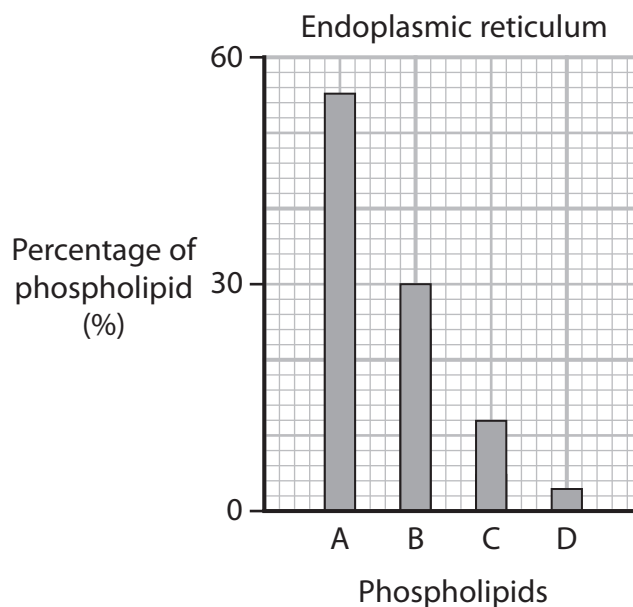 Endoplasmic reticulum
60
Percentage of
phospholipid
(%)
30
0
A B C D
Phospholipids